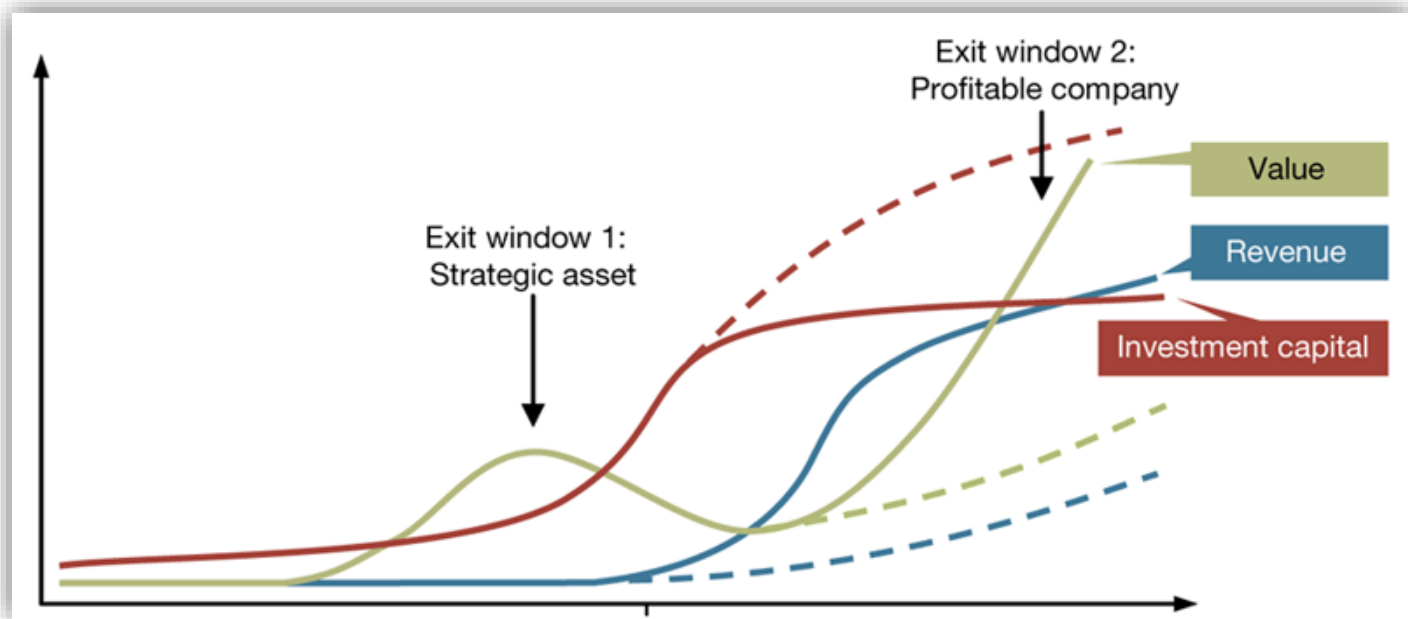 Exit window 2:
Profitable company
Value
Exit window 1:
Strategic asset
Revenue
Investment capital